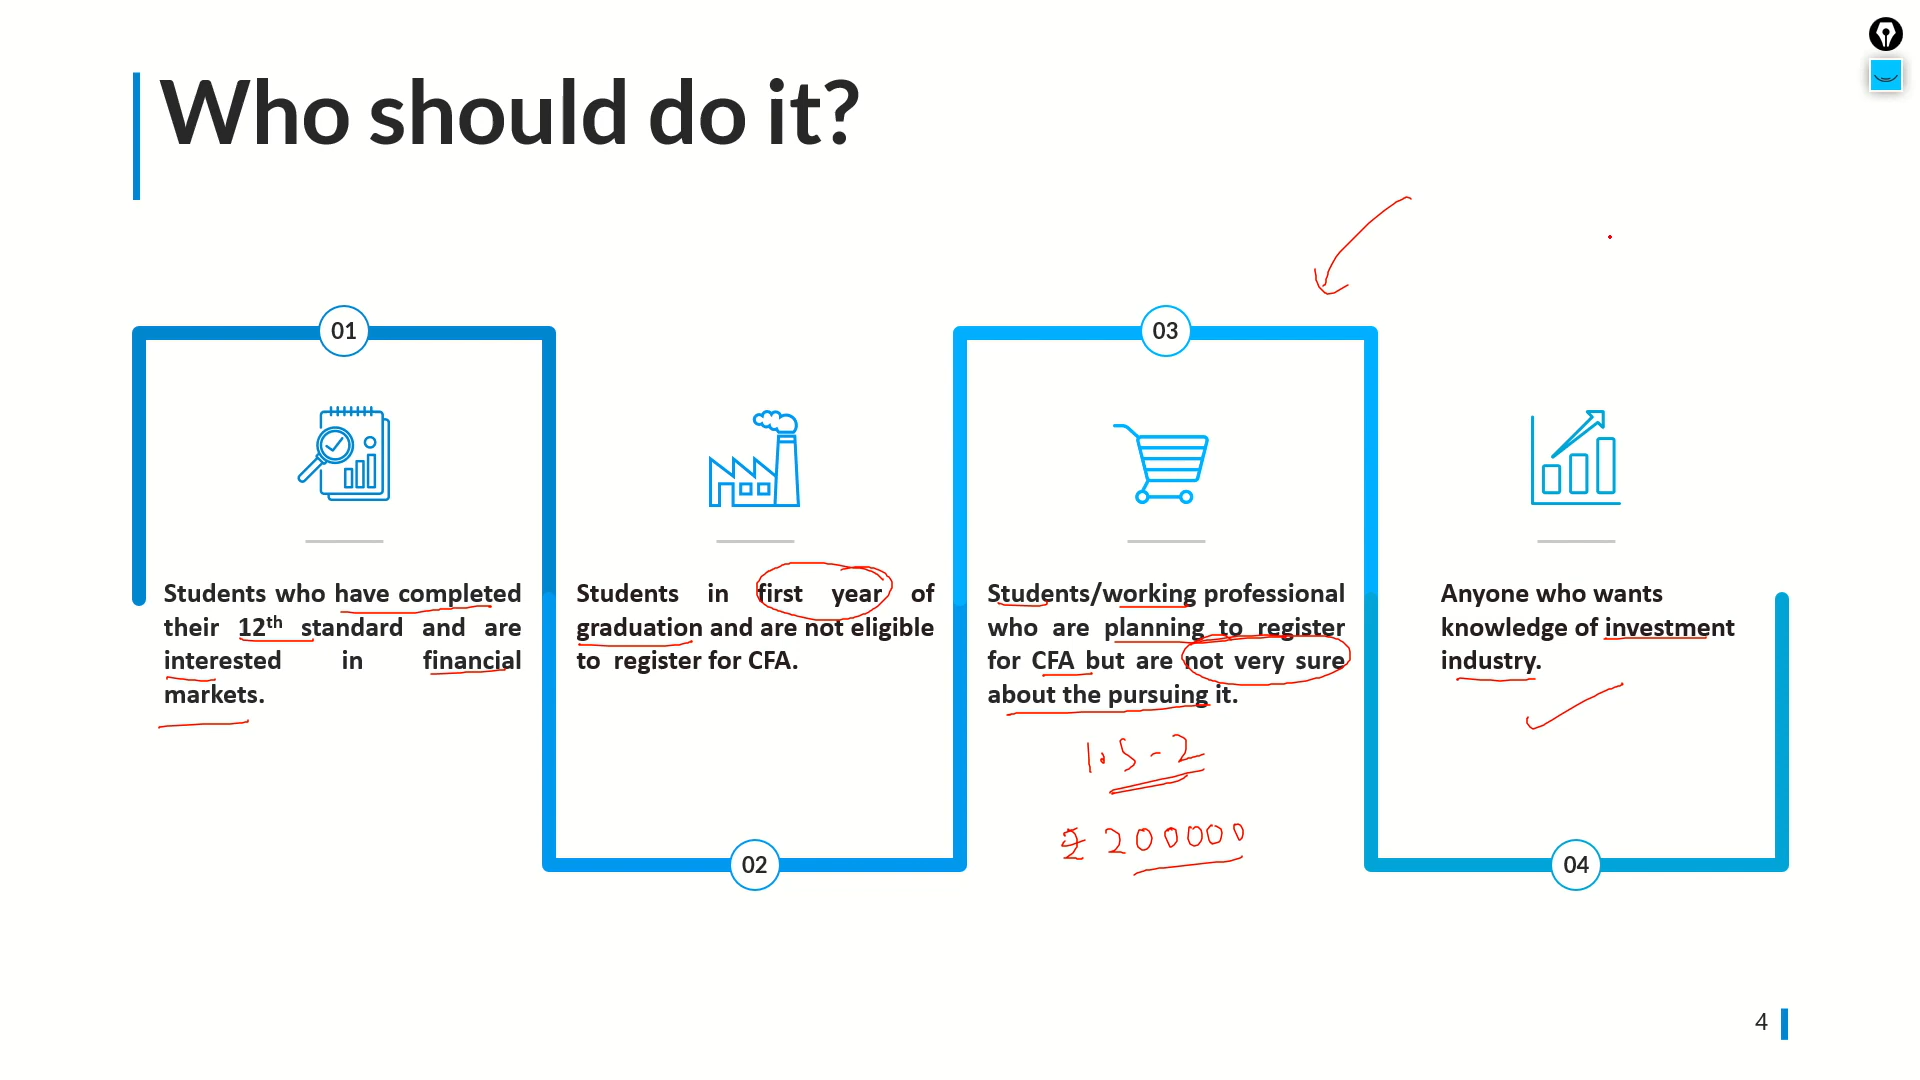 Who should do it?
01
Students who have completed
their 12th standard and are
interested in financial
markets.
Students in first year of
graduation and are not eligible
to register for CFA.
02
03
Students/working professional
who are planning to register
for CFA but are not very sure
about the pursuing it.
1.5-2
₹ 200000
Anyone who wants
knowledge of investment
industry.
04
4